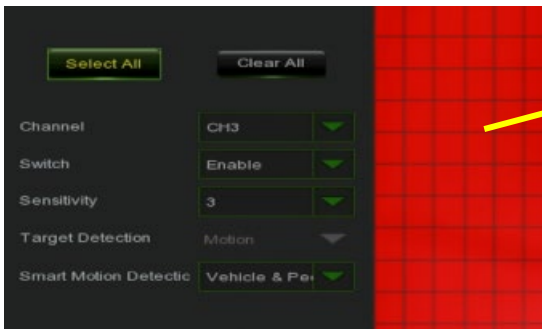 Select All Clear All
Channel CH3
Switch Enable
Sensitivity 3
Target Detection Motion
Smart Motion Detectic Vehicle & Pe